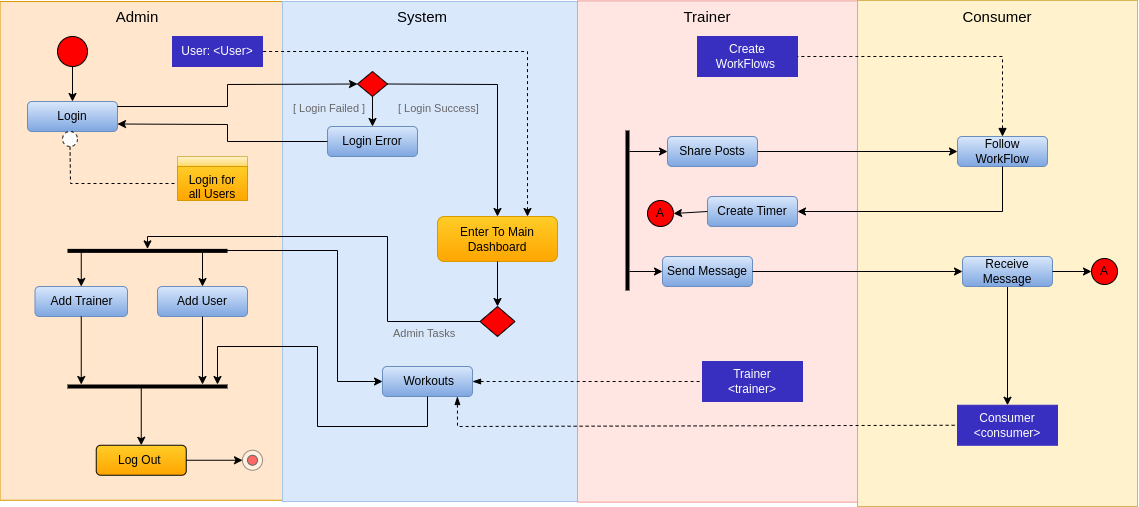 Admin
System
Trainer
Consumer
User: <User>
Create
WorkFlows
Login
[ Login Failed ]
[ Login Success]
Login Error
Share Posts
Follow
WorkFlow
Login for
all Users
A
Create Timer
Enter To Main
Dashboard
Send Message
Receive
Message
A
Add Trainer
Add User
Admin Tasks
Workouts
Trainer
<trainer>
Consumer
<consumer>
Log Out